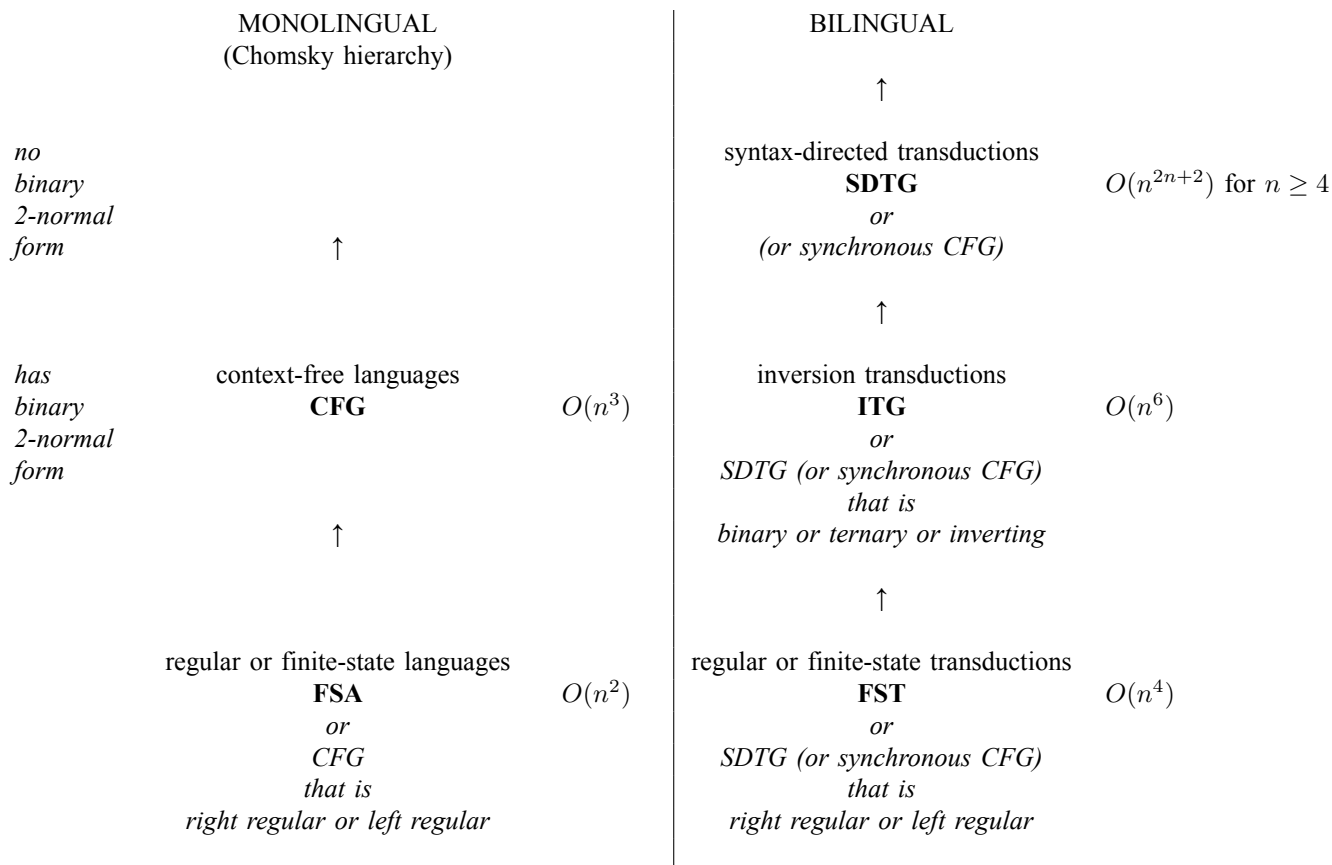 MONOLINGUAL BILINGUAL
(Chomsky hierarchy)
↑
no syntax-directed transductions
binary SDTG O(n^{2n+2}) for n ≥ 4
2-normal or
form ↑ (or synchronous CFG)
↑
has context-free languages inversion transductions
binary CFG O(n^3) ITG O(n^6)
2-normal or
form SDTG (or synchronous CFG)
that is
↑ binary or ternary or inverting
↑
regular or finite-state languages regular or finite-state transductions
FSA O(n^2) FST O(n^4)
or or
CFG SDTG (or synchronous CFG)
that is that is
right regular or left regular right regular or left regular